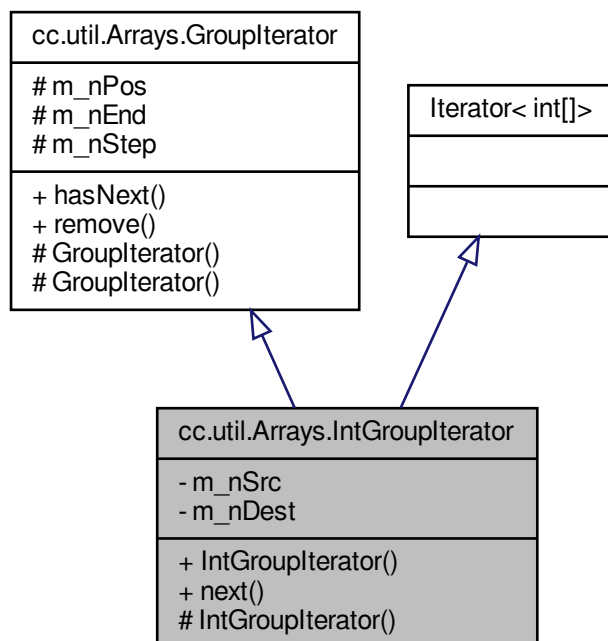 cc.util.Arrays.GroupIterator
# m_nPos
# m_nEnd
# m_nStep
+ hasNext()
+ remove()
# GroupIterator()
# GroupIterator()
Iterator< int[]>
cc.util.Arrays.IntGroupIterator
- m_nSrc
- m_nDest
+ IntGroupIterator()
+ next()
# IntGroupIterator()